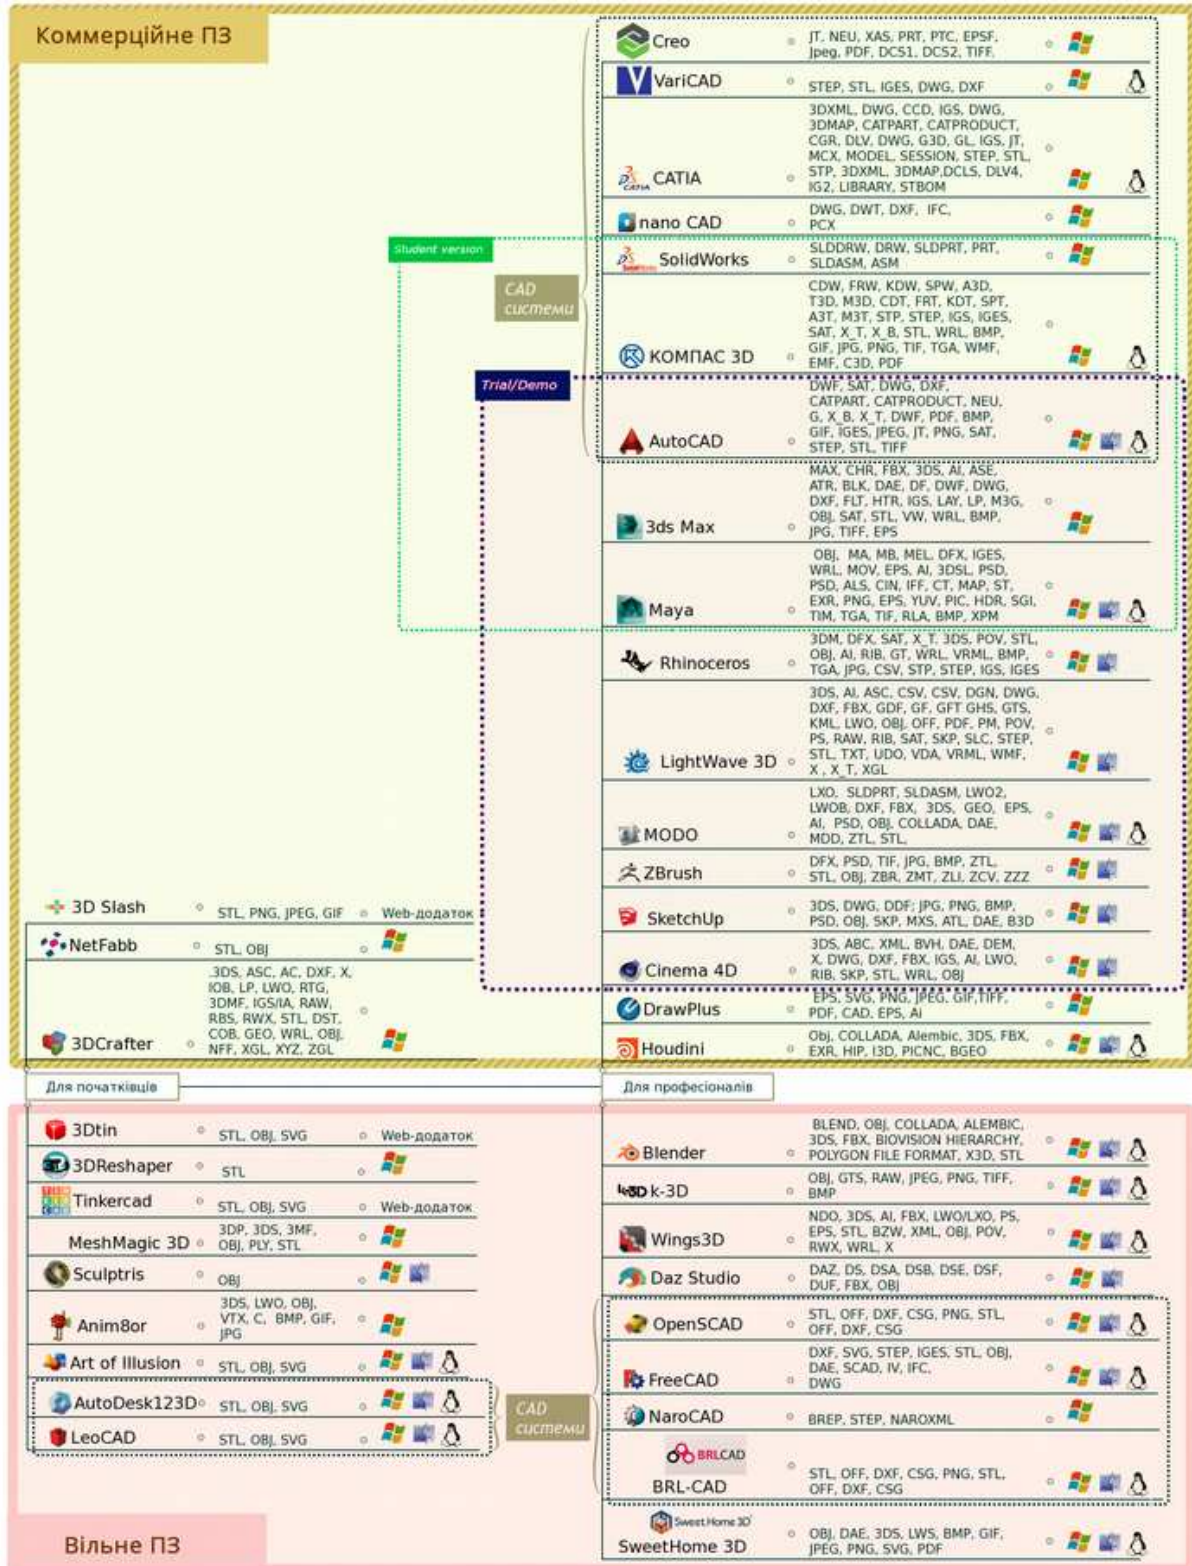 Коммерційне ПЗ
Creo
JT, NEU, XAS, PRT, PTC, EPSF,
Jpeg, PDF, DCS1, DCS2, TIFF,
VariCAD
STEP, STL, IGES, DWG, DXF
3DXML, DWG, CCD, IGS, DWG,
3DMAP, CATPART, CATPRODUCT,
CGR, DLV, DWG, G3D, GL, IGS, JT,
MCX, MODEL, SESSION, STEP, STL,
STP, 3DXML, 3DMAP,DCLS, DLV4,
IG2, LIBRARY, STBOM
CATIA
nano CAD
DWG, DWT, DXF, IFC,
PCX
Student version
SolidWorks
SLDDRW, DRW, SLDPRT, PRT,
SLDASM, ASM
CAD
системи
CDW, FRW, KDW, SPW, A3D,
T3D, M3D, CDT, FRT, KDT, SPT,
A3T, M3T, STP, STEP, IGS, IGES,
SAT, X_T, X_B, STL, WRL, BMP,
GIF, JPG, PNG, TIF, TGA, WMF,
EMF, C3D, PDF
КОМПАС 3D
Trial/Demo
DWF, SAT, DWG, DXF,
CATPART, CATPRODUCT, NEU,
G, X_B, X_T, DWF, PDF, BMP,
GIF, IGES, JPEG, JT, PNG, SAT,
STEP, STL, TIFF
AutoCAD
MAX, CHR, FBX, 3DS, AI, ASE,
ATR, BLK, DAE, DF, DWF, DWG,
DXF, FLT, HTR, IGS, LAY, LP, M3G,
OBJ, SAT, STL, VW, WRL, BMP,
JPG, TIFF, EPS
3ds Max
OBJ, MA, MB, MEL, DFX, IGES,
WRL, MOV, EPS, AI, 3DSL, PSD,
PSD, ALS, CIN, IFF, CT, MAP, ST,
EXR, PNG, EPS, YUV, PIC, HDR, SGI,
TIM, TGA, TIF, RLA, BMP, XPM
Maya
Rhinoceros
3DM, DFX, SAT, X_T, 3DS, POV, STL,
OBJ, AI, RIB, GT, WRL, VRML, BMP,
TGA, JPG, CSV, STP, STEP, IGS, IGES
3DS, AI, ASC, CSV, CSV, DGN, DWG,
DXF, FBX, GDF, GF, GFT GHS, GTS,
KML, LWO, OBJ, OFF, PDF, PM, POV,
PS, RAW, RIB, SAT, SKP, SLC, STEP,
STL, TXT, UDO, VDA, VRML, WMF,
X , X_T, XGL
LightWave 3D
LXO, SLDPRT, SLDASM, LWO2,
LWOB, DXF, FBX, 3DS, GEO, EPS,
AI, PSD, OBJ, COLLADA, DAE,
MDD, ZTL, STL,
MODO
ZBrush
DFX, PSD, TIF, JPG, BMP, ZTL,
STL, OBJ, ZBR, ZMT, ZLI, ZCV, ZZZ
SketchUp
3DS, DWG, DDF; JPG, PNG, BMP,
PSD, OBJ, SKP, MXS, ATL, DAE, B3D
Cinema 4D
3DS, ABC, XML, BVH, DAE, DEM,
X, DWG, DXF, FBX, IGS, AI, LWO,
RIB, SKP, STL, WRL, OBJ
DrawPlus
EPS, SVG, PNG, JPEG, GIF,TIFF,
PDF, CAD, EPS, Ai
Houdini
Obj, COLLADA, Alembic, 3DS, FBX,
EXR, HIP, I3D, PICNC, BGEO
3D Slash
STL, PNG, JPEG, GIF
Web-додаток
NetFabb
STL, OBJ
.3DS, ASC, AC, DXF, X,
IOB, LP, LWO, RTG,
3DMF, IGS/IA, RAW,
RBS, RWX, STL, DST,
COB, GEO, WRL, OBJ,
NFF, XGL, XYZ, ZGL
3DCrafter
Для початківців
Для професіоналів
3Dtin
STL, OBJ, SVG
Web-додаток
3DReshaper
STL
Tinkercad
STL, OBJ, SVG
Web-додаток
MeshMagic 3D
3DP, 3DS, 3MF,
OBJ, PLY, STL
Sculptris
OBJ
Anim8or
3DS, LWO, OBJ,
VTX, C, BMP, GIF,
JPG
Art of Illusion
STL, OBJ, SVG
AutoDesk123D
STL, OBJ, SVG
LeoCAD
STL, OBJ, SVG
CAD
системи
Blender
BLEND, OBJ, COLLADA, ALEMBIC,
3DS, FBX, BIOVISION HIERARCHY,
POLYGON FILE FORMAT, X3D, STL
k-3D
OBJ, GTS, RAW, JPEG, PNG, TIFF,
BMP
Wings3D
NDO, 3DS, AI, FBX, LWO/LXO, PS,
EPS, STL, BZW, XML, OBJ, POV,
RWX, WRL, X
Daz Studio
DAZ, DS, DSA, DSB, DSE, DSF,
DUF, FBX, OBJ
OpenSCAD
STL, OFF, DXF, CSG, PNG, STL,
OFF, DXF, CSG
FreeCAD
DXF, SVG, STEP, IGES, STL, OBJ,
DAE, SCAD, IV, IFC,
DWG
NaroCAD
BREP, STEP, NAROXML
BRLCAD
BRL-CAD
STL, OFF, DXF, CSG, PNG, STL,
OFF, DXF, CSG
Sweet Home 3D
SweetHome 3D
OBJ, DAE, 3DS, LWS, BMP, GIF,
JPEG, PNG, SVG, PDF
Вільне ПЗ